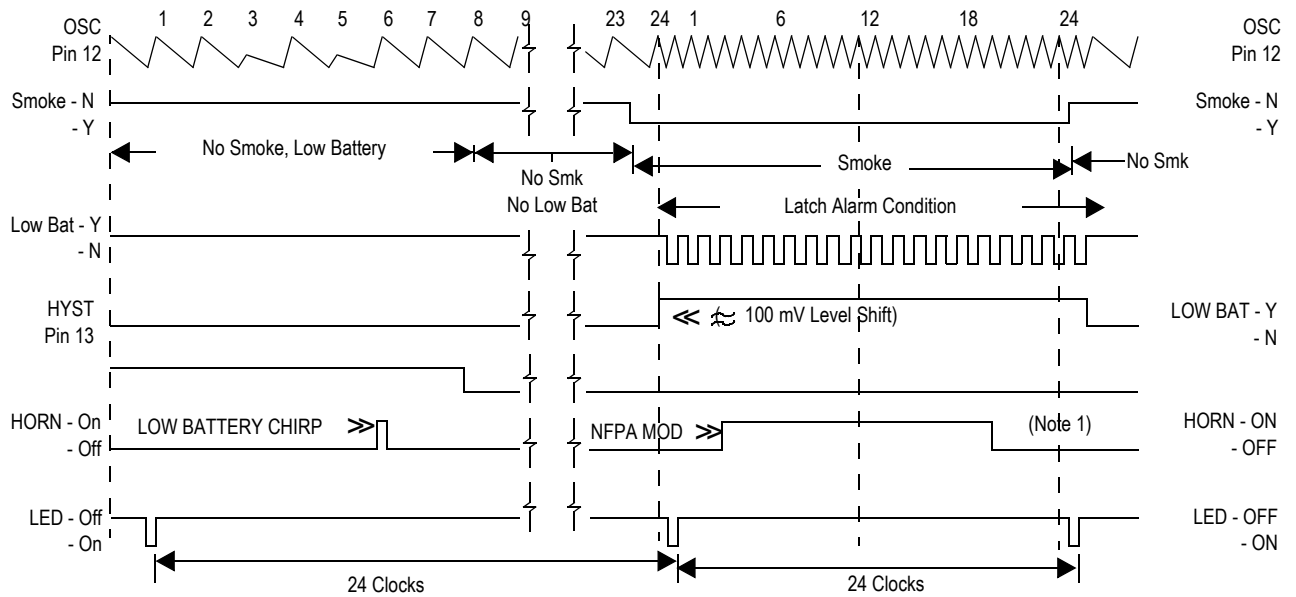 OSC
Pin 12
1 2 3 4 5 6 7 8 9 23 24 1 6 12 18 24
OSC
Pin 12
Smoke - N
- Y
Smoke - N
- Y
No Smoke, Low Battery
No Smk
No Low Bat
Smoke
No Smk
Latch Alarm Condition
Low Bat - Y
- N
HYST
Pin 13
100 mV Level Shift)
LOW BAT - Y
- N
HORN - On
- Off
LOW BATTERY CHIRP
NFPA MOD
(Note 1)
HORN - ON
- OFF
LED - Off
- On
LED - OFF
- ON
24 Clocks
24 Clocks